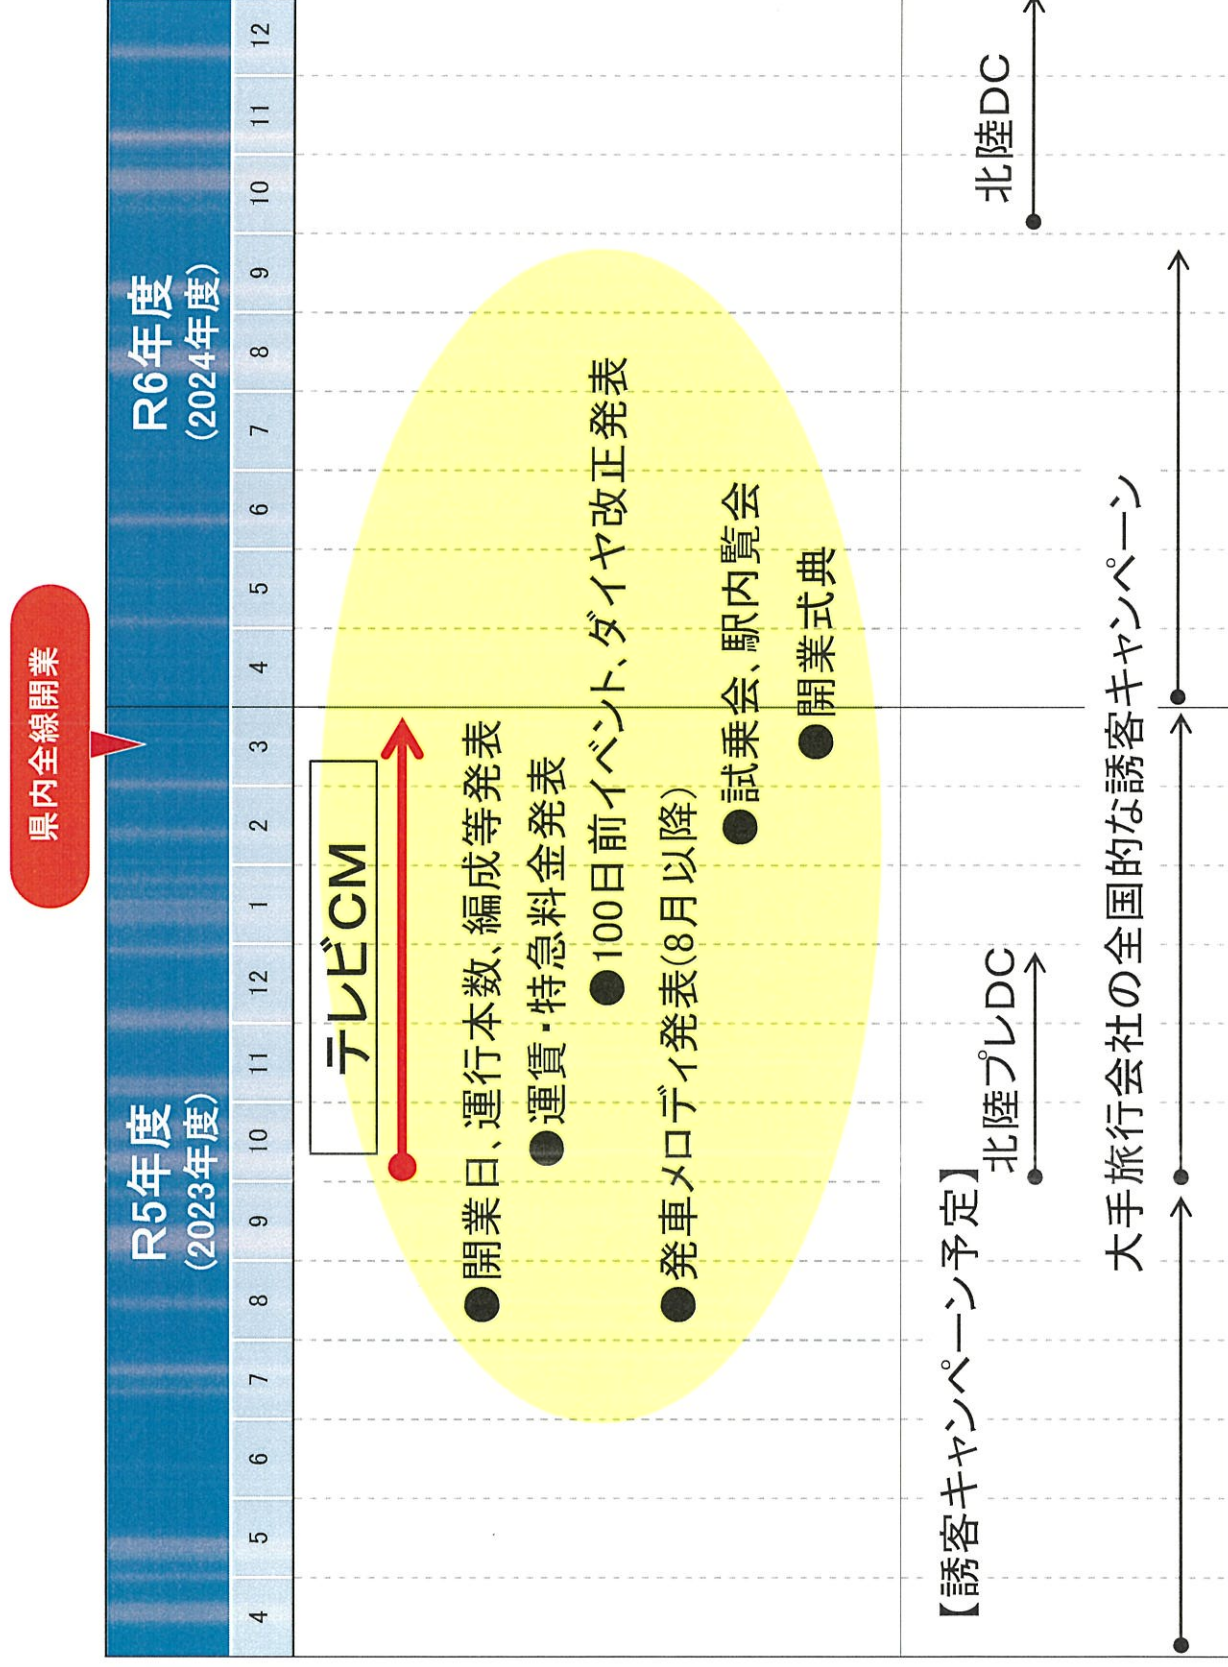 県内全線開業
R5年度
(2023年度)
R6年度
(2024年度)
4 5 6 7 8 9 10 11 12 1 2 3 4 5 6 7 8 9 10 11 12
テレビCM
●開業日、運行本数、編成等発表
●運賃・特急料金発表
●100日前イベント、ダイヤ改正発表
●発車メロディ発表(8月以降)
●試乗会、駅内覧会
●開業式典
【誘客キャンペーン予定】
北陸プレDC
北陸DC
大手旅行会社の全国的な誘客キャンペーン